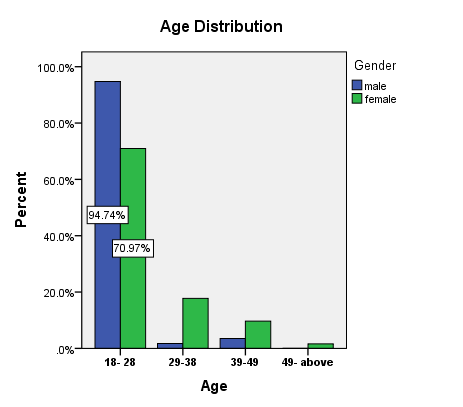 Age Distribution
Gender
male
female
Percent
100.0%
80.0%
60.0%
40.0%
20.0%
.0%
94.74%
70.97%
18- 28
29-38
39-49
49- above
Age